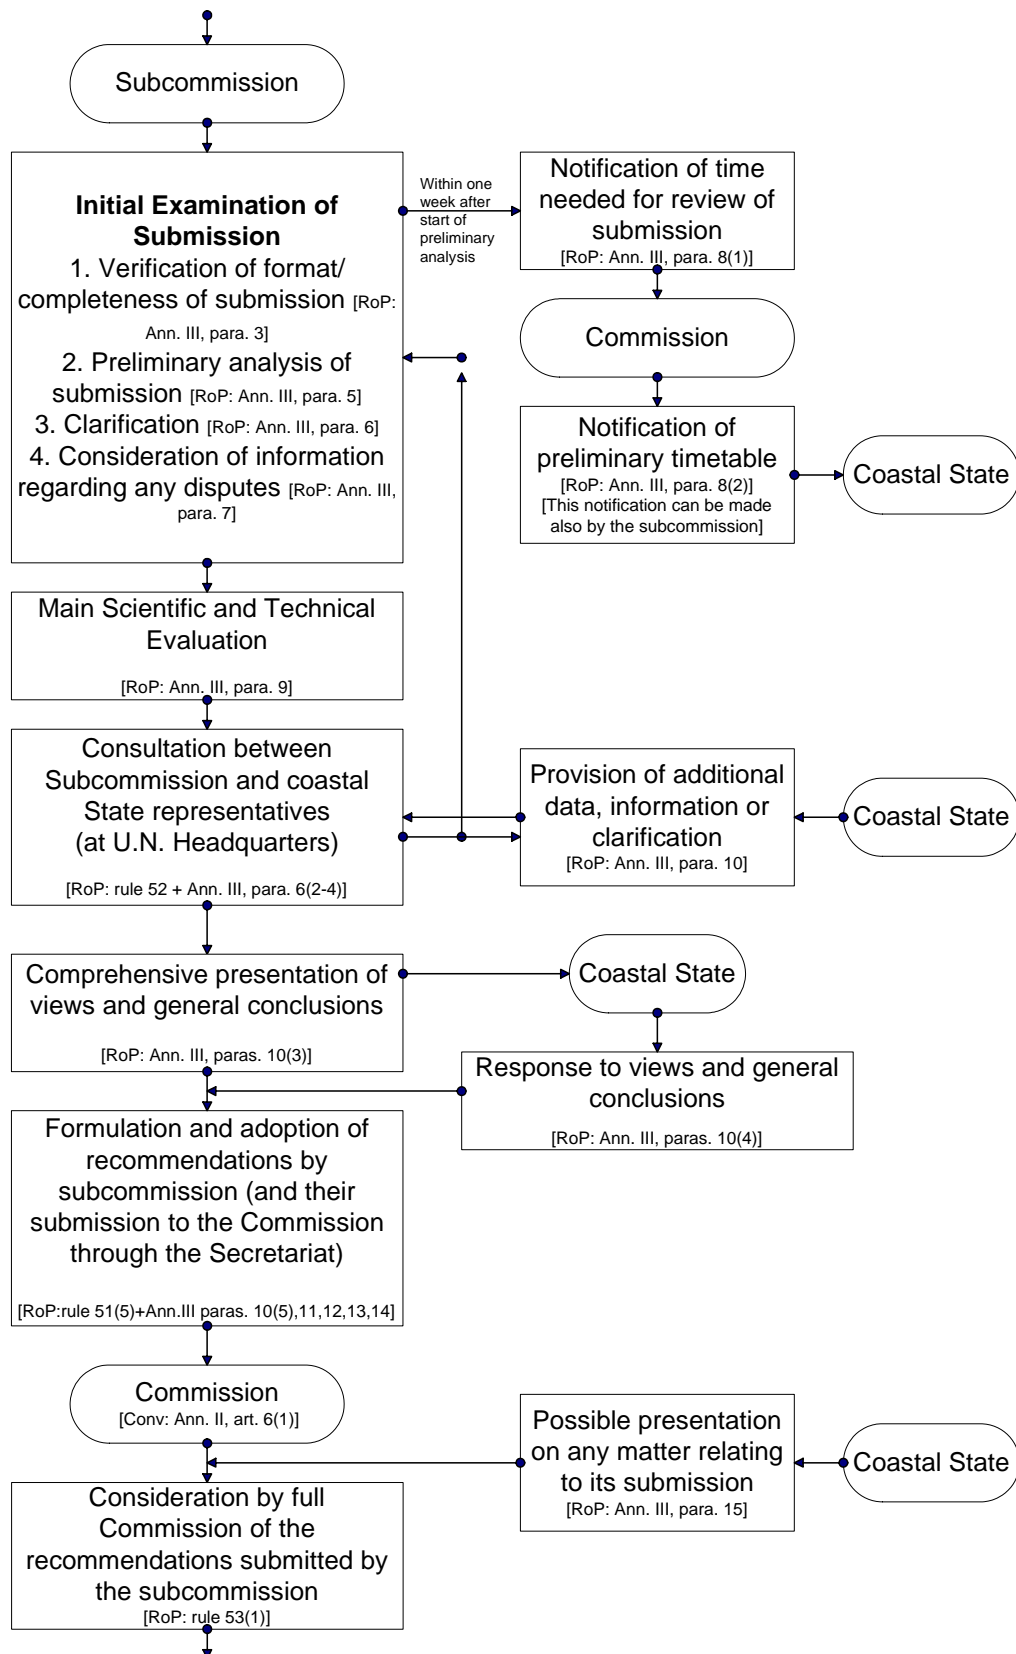 Subcommission
Initial Examination of
Submission
1. Verification of format/
completeness of submission [RoP:
Ann. III, para. 3]
2. Preliminary analysis of
submission [RoP: Ann. III, para. 5]
3. Clarification [RoP: Ann. III, para. 6]
4. Consideration of information
regarding any disputes [RoP: Ann. III,
para. 7]
Within one
week after
start of
preliminary
analysis
Notification of time
needed for review of
submission
[RoP: Ann. III, para. 8(1)]
Commission
Notification of
preliminary timetable
[RoP: Ann. III, para. 8(2)]
[This notification can be made
also by the subcommission]
Coastal State
Main Scientific and Technical
Evaluation
[RoP: Ann. III, para. 9]
Consultation between
Subcommission and coastal
State representatives
(at U.N. Headquarters)
[RoP: rule 52 + Ann. III, para. 6(2-4)]
Provision of additional
data, information or
clarification
[RoP: Ann. III, para. 10]
Coastal State
Comprehensive presentation of
views and general conclusions
[RoP: Ann. III, paras. 10(3)]
Coastal State
Response to views and general
conclusions
[RoP: Ann. III, paras. 10(4)]
Formulation and adoption of
recommendations by
subcommission (and their
submission to the Commission
through the Secretariat)
[RoP:rule 51(5)+Ann.III paras. 10(5),11,12,13,14]
Commission
[Conv: Ann. II, art. 6(1)]
Possible presentation
on any matter relating
to its submission
[RoP: Ann. III, para. 15]
Coastal State
Consideration by full
Commission of the
recommendations submitted by
the subcommission
[RoP: rule 53(1)]